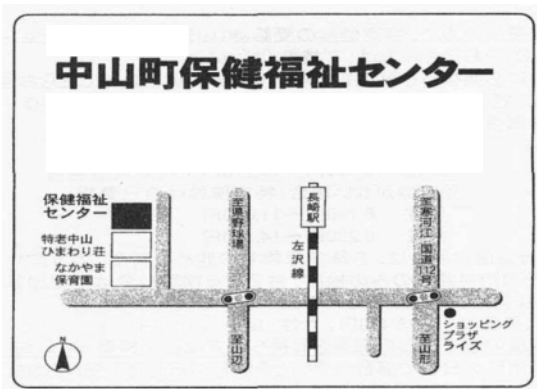 中山町保健福祉センター
保健福祉
センター
特老中山
ひまわり荘
なかやま
保育園
至県野球場
至山辺
羽前長崎駅
左沢線
至寒河江
国道112号
至山形
ショッピング
プラザ
ライズ
N